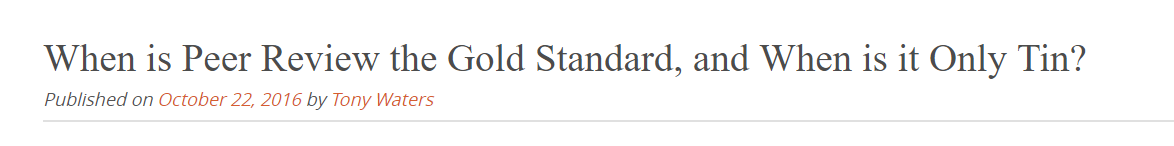 When is Peer Review the Gold Standard, and When is it Only Tin?
Published on October 22, 2016 by Tony Waters